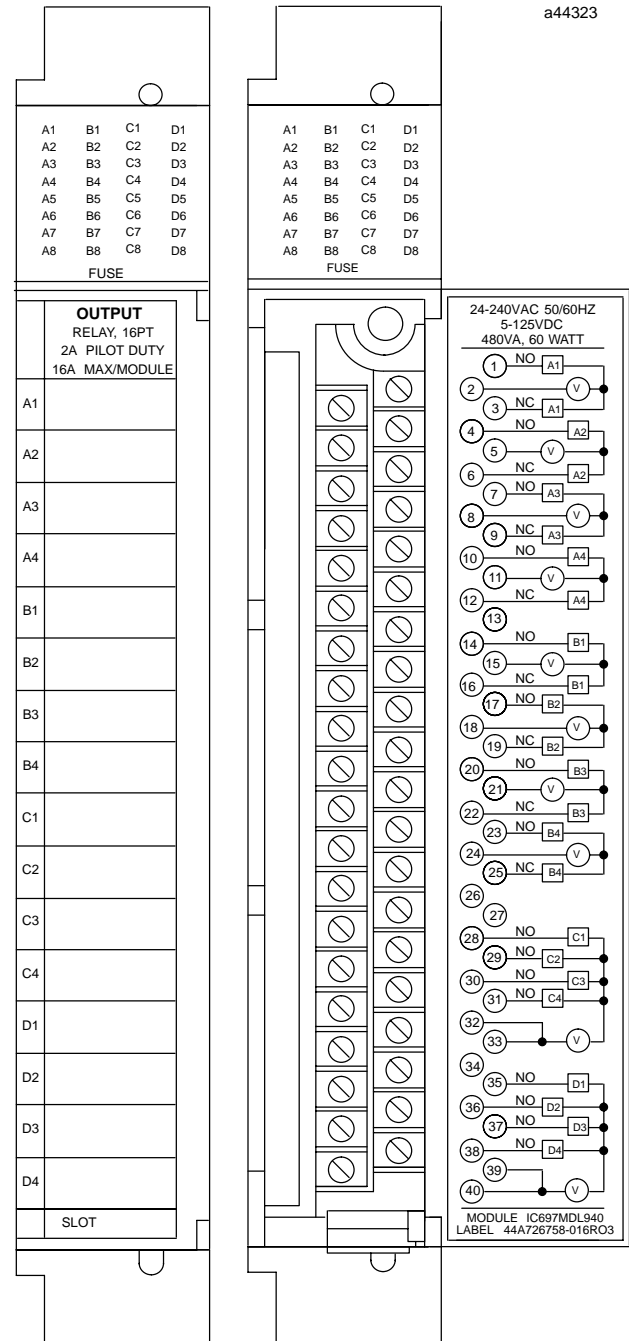 a44323
A1 B1 C1 D1
A2 B2 C2 D2
A3 B3 C3 D3
A4 B4 C4 D4
A5 B5 C5 D5
A6 B6 C6 D6
A7 B7 C7 D7
A8 B8 C8 D8
FUSE
OUTPUT
RELAY, 16PT
2A PILOT DUTY
16A MAX/MODULE
A1
A2
A3
A4
B1
B2
B3
B4
C1
C2
C3
C4
D1
D2
D3
D4
SLOT
A1 B1 C1 D1
A2 B2 C2 D2
A3 B3 C3 D3
A4 B4 C4 D4
A5 B5 C5 D5
A6 B6 C6 D6
A7 B7 C7 D7
A8 B8 C8 D8
FUSE
24-240VAC 50/60HZ
5-125VDC
480VA, 60 WATT
1 NO A1
2 V
3 NC A1
4 NO A2
5 V
6 NC A2
7 NO A3
8 V
9 NC A3
10 NO A4
11 V
12 NC A4
13
14 NO B1
15 V
16 NC B1
17 NO B2
18 V
19 NC B2
20 NO B3
21 V
22 NC B3
23 NO B4
24 V
25 NC B4
26
27
28 NO C1
29 NO C2
30 NO C3
31 NO C4
32
33 V
34
35 NO D1
36 NO D2
37 NO D3
38 NO D4
39
40 V
MODULE IC697MDL940
LABEL 44A726758-016RO3